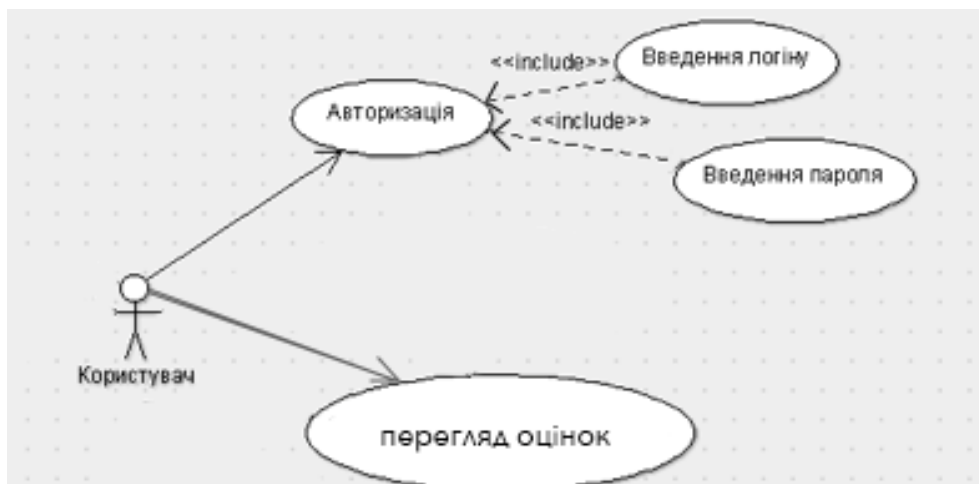 <<include>>
Введення логіну
Авторизація
<<include>>
Введення пароля
Користувач
перегляд оцінок